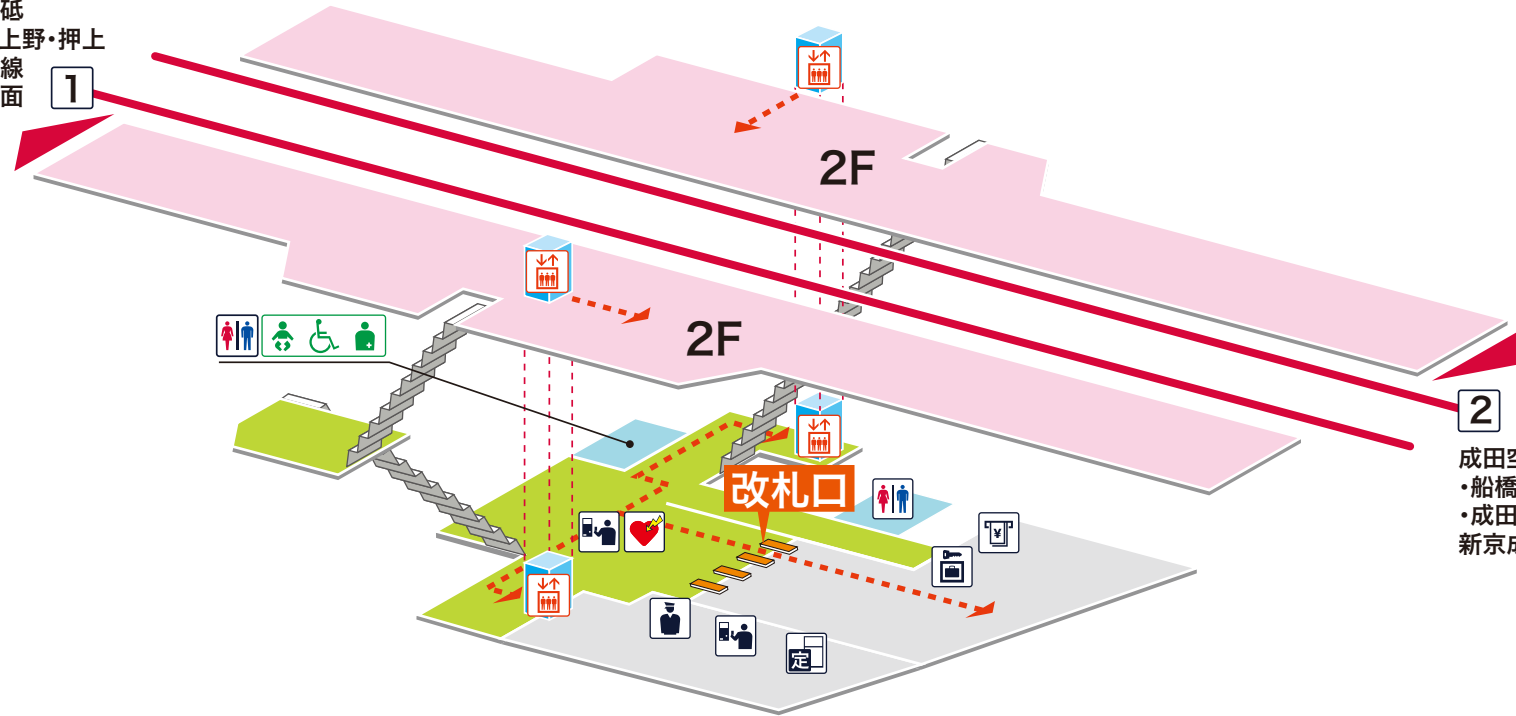 砥
上野・押上
線
面
1
2F
2F
改札口
¥
定
2
成田空
・船橋
・成田
新京成